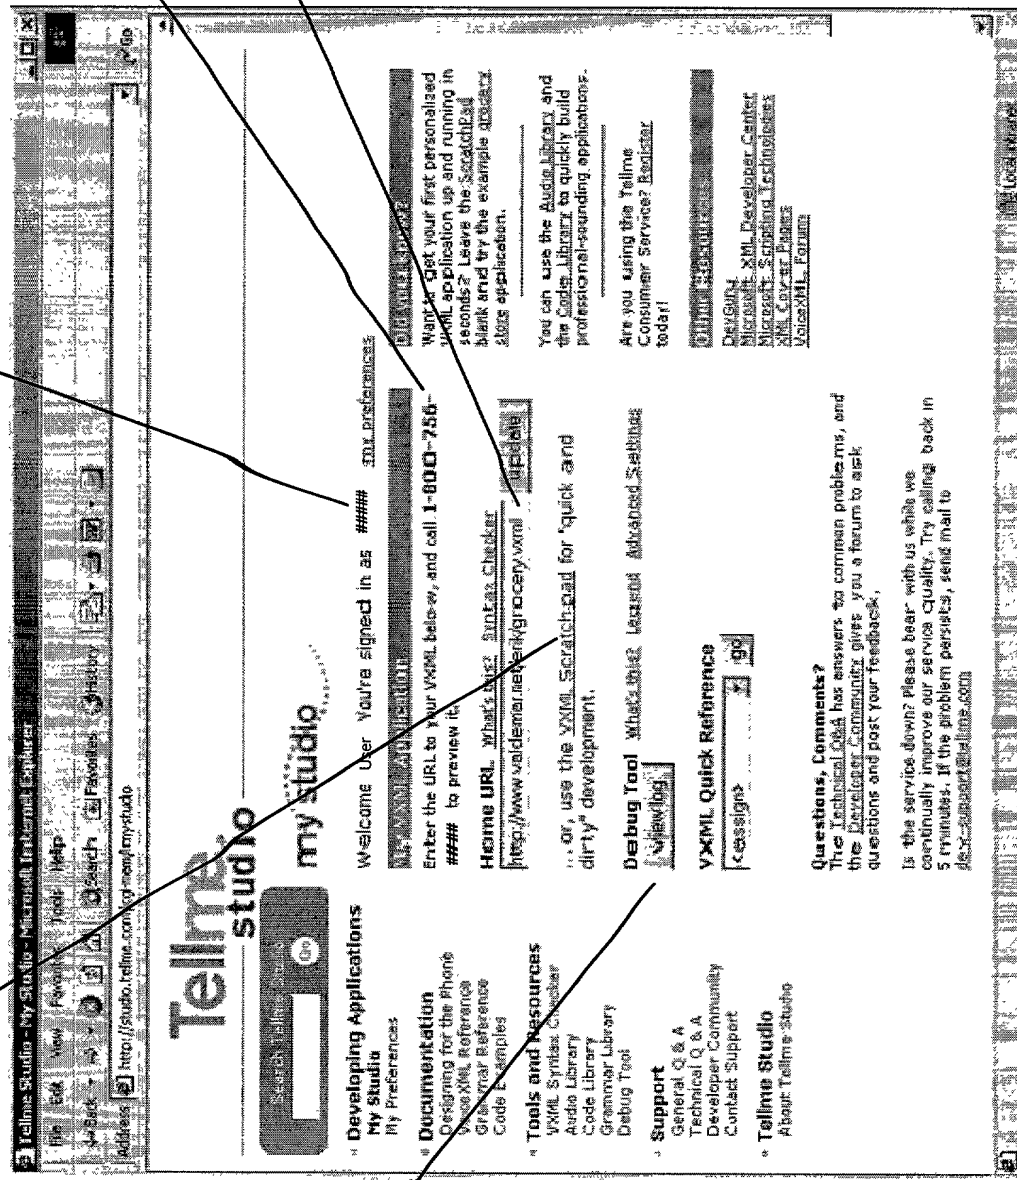 Tellme Studio - My Studio - Microsoft Internet Explorer
File Edit View Favorites Tools Help
Back Search Favorites History
Address http://studio.tellme.com/cgi-mem/mystudio Go
Tellme
studio
my studio
Search Tellme Studio
Go
Developing Applications
My Studio
My Preferences
Documentation
Designing for the Phone
VoiceXML Reference
Grammar Reference
Code Examples
Tools and Resources
VXML Syntax Checker
Audio Library
Code Library
Grammar Library
Debug Tool
Support
General Q & A
Technical Q & A
Developer Community
Contact Support
Tellme Studio
About Tellme Studio
Welcome User You're signed in as #### my preferences
Enter the URL to your VXML below, and call 1-800-756-
#### to preview it.
Home URL What's this? Syntax Checker
http://www.valdemar.net/~erik/grocery.vxml update
... or, use the VXML Scratchpad for "quick and
dirty" development.
Debug Tool What's this? Legend Advanced Settings
view log
VXML Quick Reference
<assign> go
Questions, Comments?
The Technical Q&A has answers to common problems, and
the Developer Community gives you a forum to ask
questions and post your feedback.
Is the service down? Please bear with us while we
continually improve our service quality. Try calling back in
5 minutes. If the problem persists, send mail to
dev-support@tellme.com
Want to get your first personalized
VXML application up and running in
seconds? Leave the ScratchPad
blank and try the example grocery
store application.
You can use the Audio Library and
the Code Library to quickly build
professional-sounding applications.
Are you using the Tellme
Consumer Service? Register
today!
DevGuru
Microsoft XML Developer Center
Microsoft Scripting Technologies
XML Cover Pages
VoiceXML Forum
Local intranet